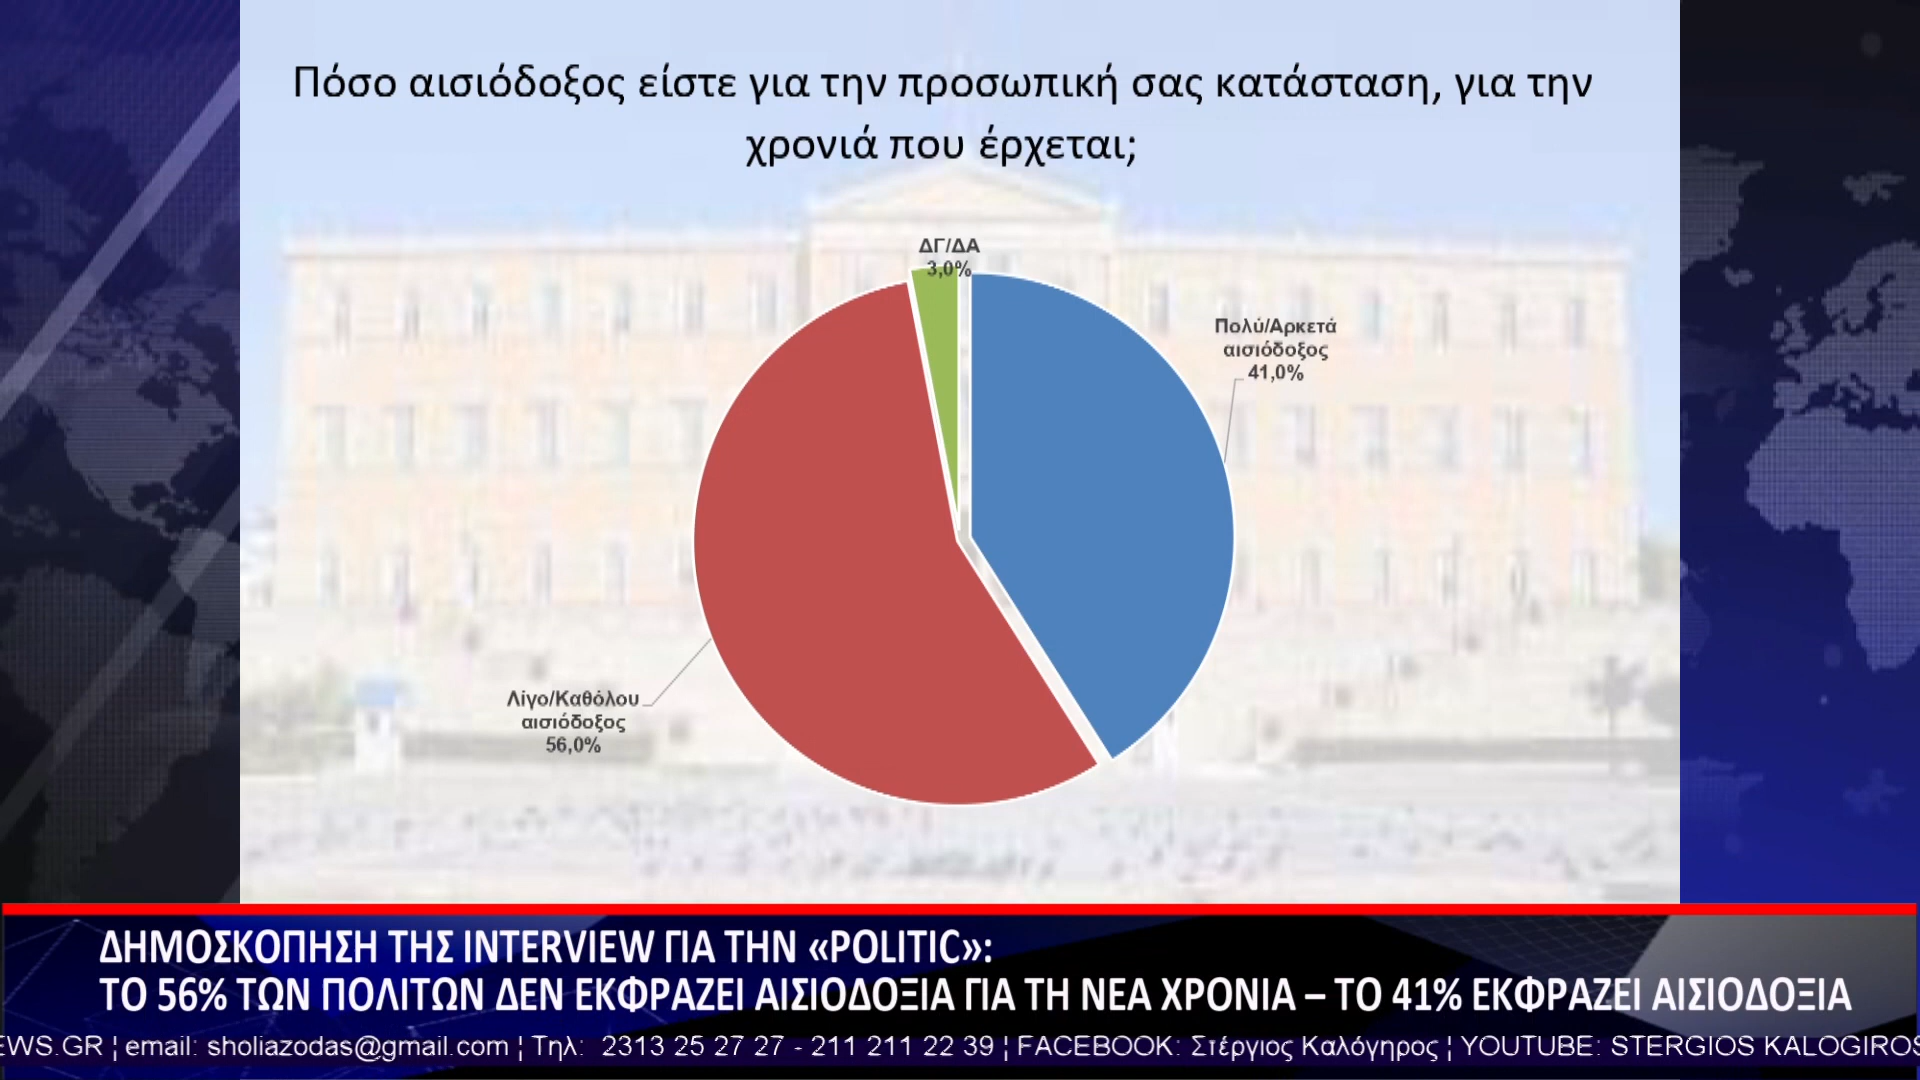 Πόσο αισιόδοξος είστε για την προσωπική σας κατάσταση, για την
χρονιά που έρχεται;
ΔΓ/ΔΑ
3,0%
Πολύ/Αρκετά
αισιόδοξος
41,0%
Λίγο/Καθόλου
αισιόδοξος
56,0%
ΔΗΜΟΣΚΟΠΗΣΗ ΤΗΣ INTERVIEW ΓΙΑ ΤΗΝ «POLITIC»:
ΤΟ 56% ΤΩΝ ΠΟΛΙΤΩΝ ΔΕΝ ΕΚΦΡΑΖΕΙ ΑΙΣΙΟΔΟΞΙΑ ΓΙΑ ΤΗ ΝΕΑ ΧΡΟΝΙΑ – ΤΟ 41% ΕΚΦΡΑΖΕΙ ΑΙΣΙΟΔΟΞΙΑ
EWS.GR ¦ email: sholiazodas@gmail.com ¦ Τηλ: 2313 25 27 27 - 211 211 22 39 ¦ FACEBOOK: Στέργιος Καλόγηρος ¦ YOUTUBE: STERGIOS KALOGIROS